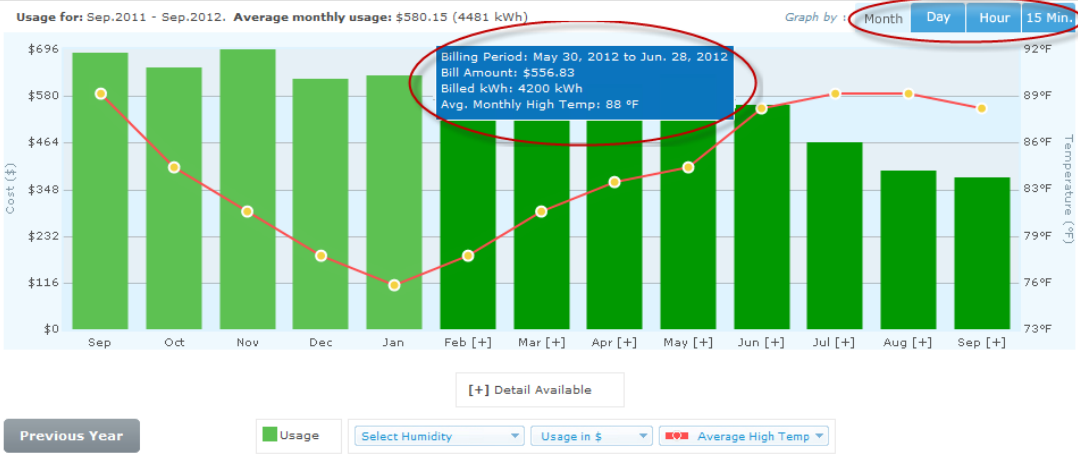 Usage for: Sep.2011 - Sep.2012. Average monthly usage: $580.15 (4481 kWh) Graph by : Month Day Hour 15 Min.
$696 92°F
Billing Period: May 30, 2012 to Jun. 28, 2012
Bill Amount: $556.83
Billed kWh: 4200 kWh
Avg. Monthly High Temp: 88 °F
$580 89°F
$464 86°F
$348 83°F
$232 79°F
$116 76°F
$0 73°F
Cost ($)
Temperature (°F)
Sep Oct Nov Dec Jan Feb [+] Mar [+] Apr [+] May [+] Jun [+] Jul [+] Aug [+] Sep [+]
[+] Detail Available
Previous Year Usage Select Humidity Usage in $ Average High Temp